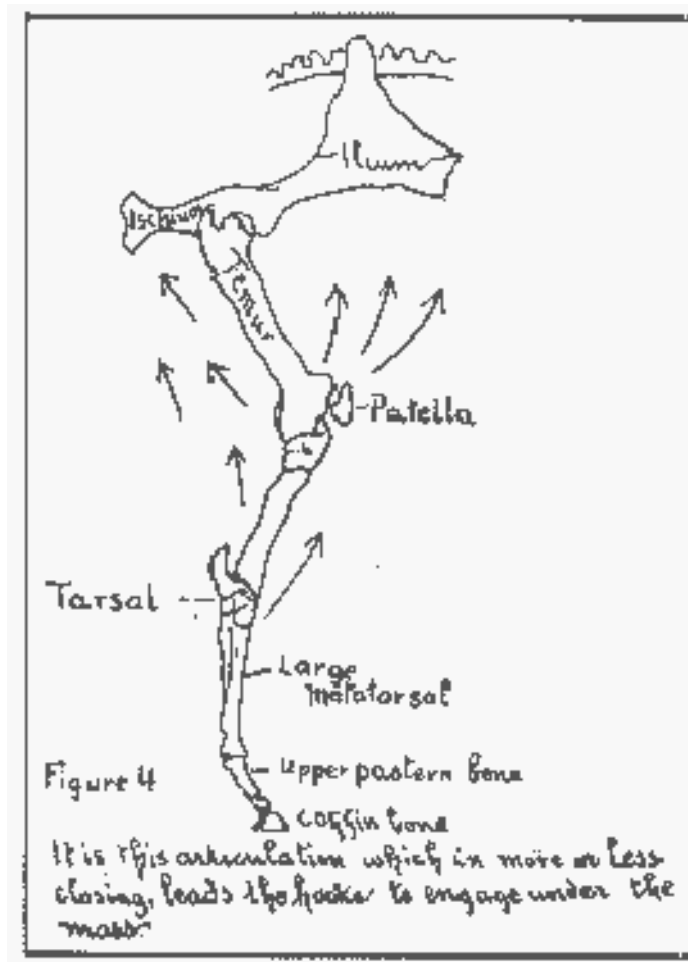 Ilium
Ischium
Femur
Patella
Tarsal
Large
metatarsal
Upper pastern bone
Figure 4
coffin bone
It is this articulation which in more or less
closing, leads the hocks to engage under the
mass.